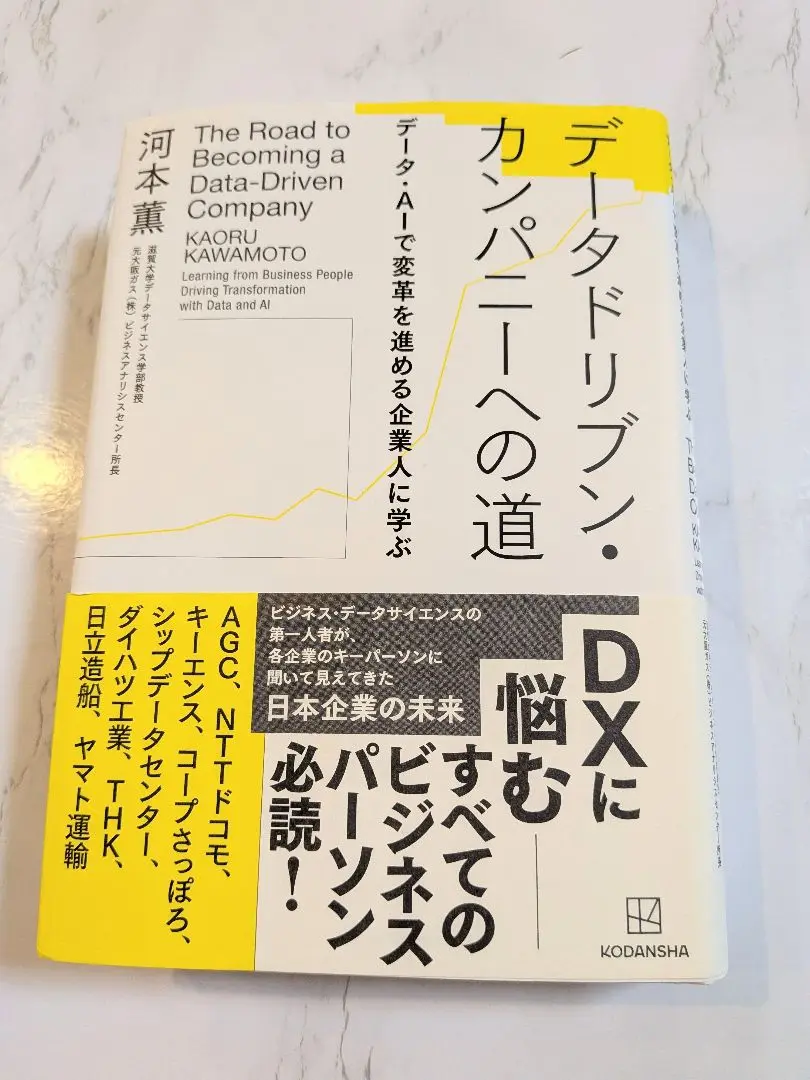 データドリブン・
カンパニーへの道
データ・AIで変革を進める企業人に学ぶ
The Road to
Becoming a
Data-Driven
Company
KAORU
KAWAMOTO
Learning from Business People
Driving Transformation
with Data and AI
河本 薫
滋賀大学データサイエンス学部教授
元大阪ガス（株）ビジネスアナリシスセンター所長
DXに
悩む
すべての
ビジネス
パーソン
必読！
ビジネス・データサイエンスの
第一人者が、
各企業のキーパーソンに
聞いて見えてきた
日本企業の未来
AGC、NTTドコモ、
キーエンス、コープさっぽろ、
シップデータセンター、
ダイハツ工業、THK、
日立造船、ヤマト運輸
KODANSHA